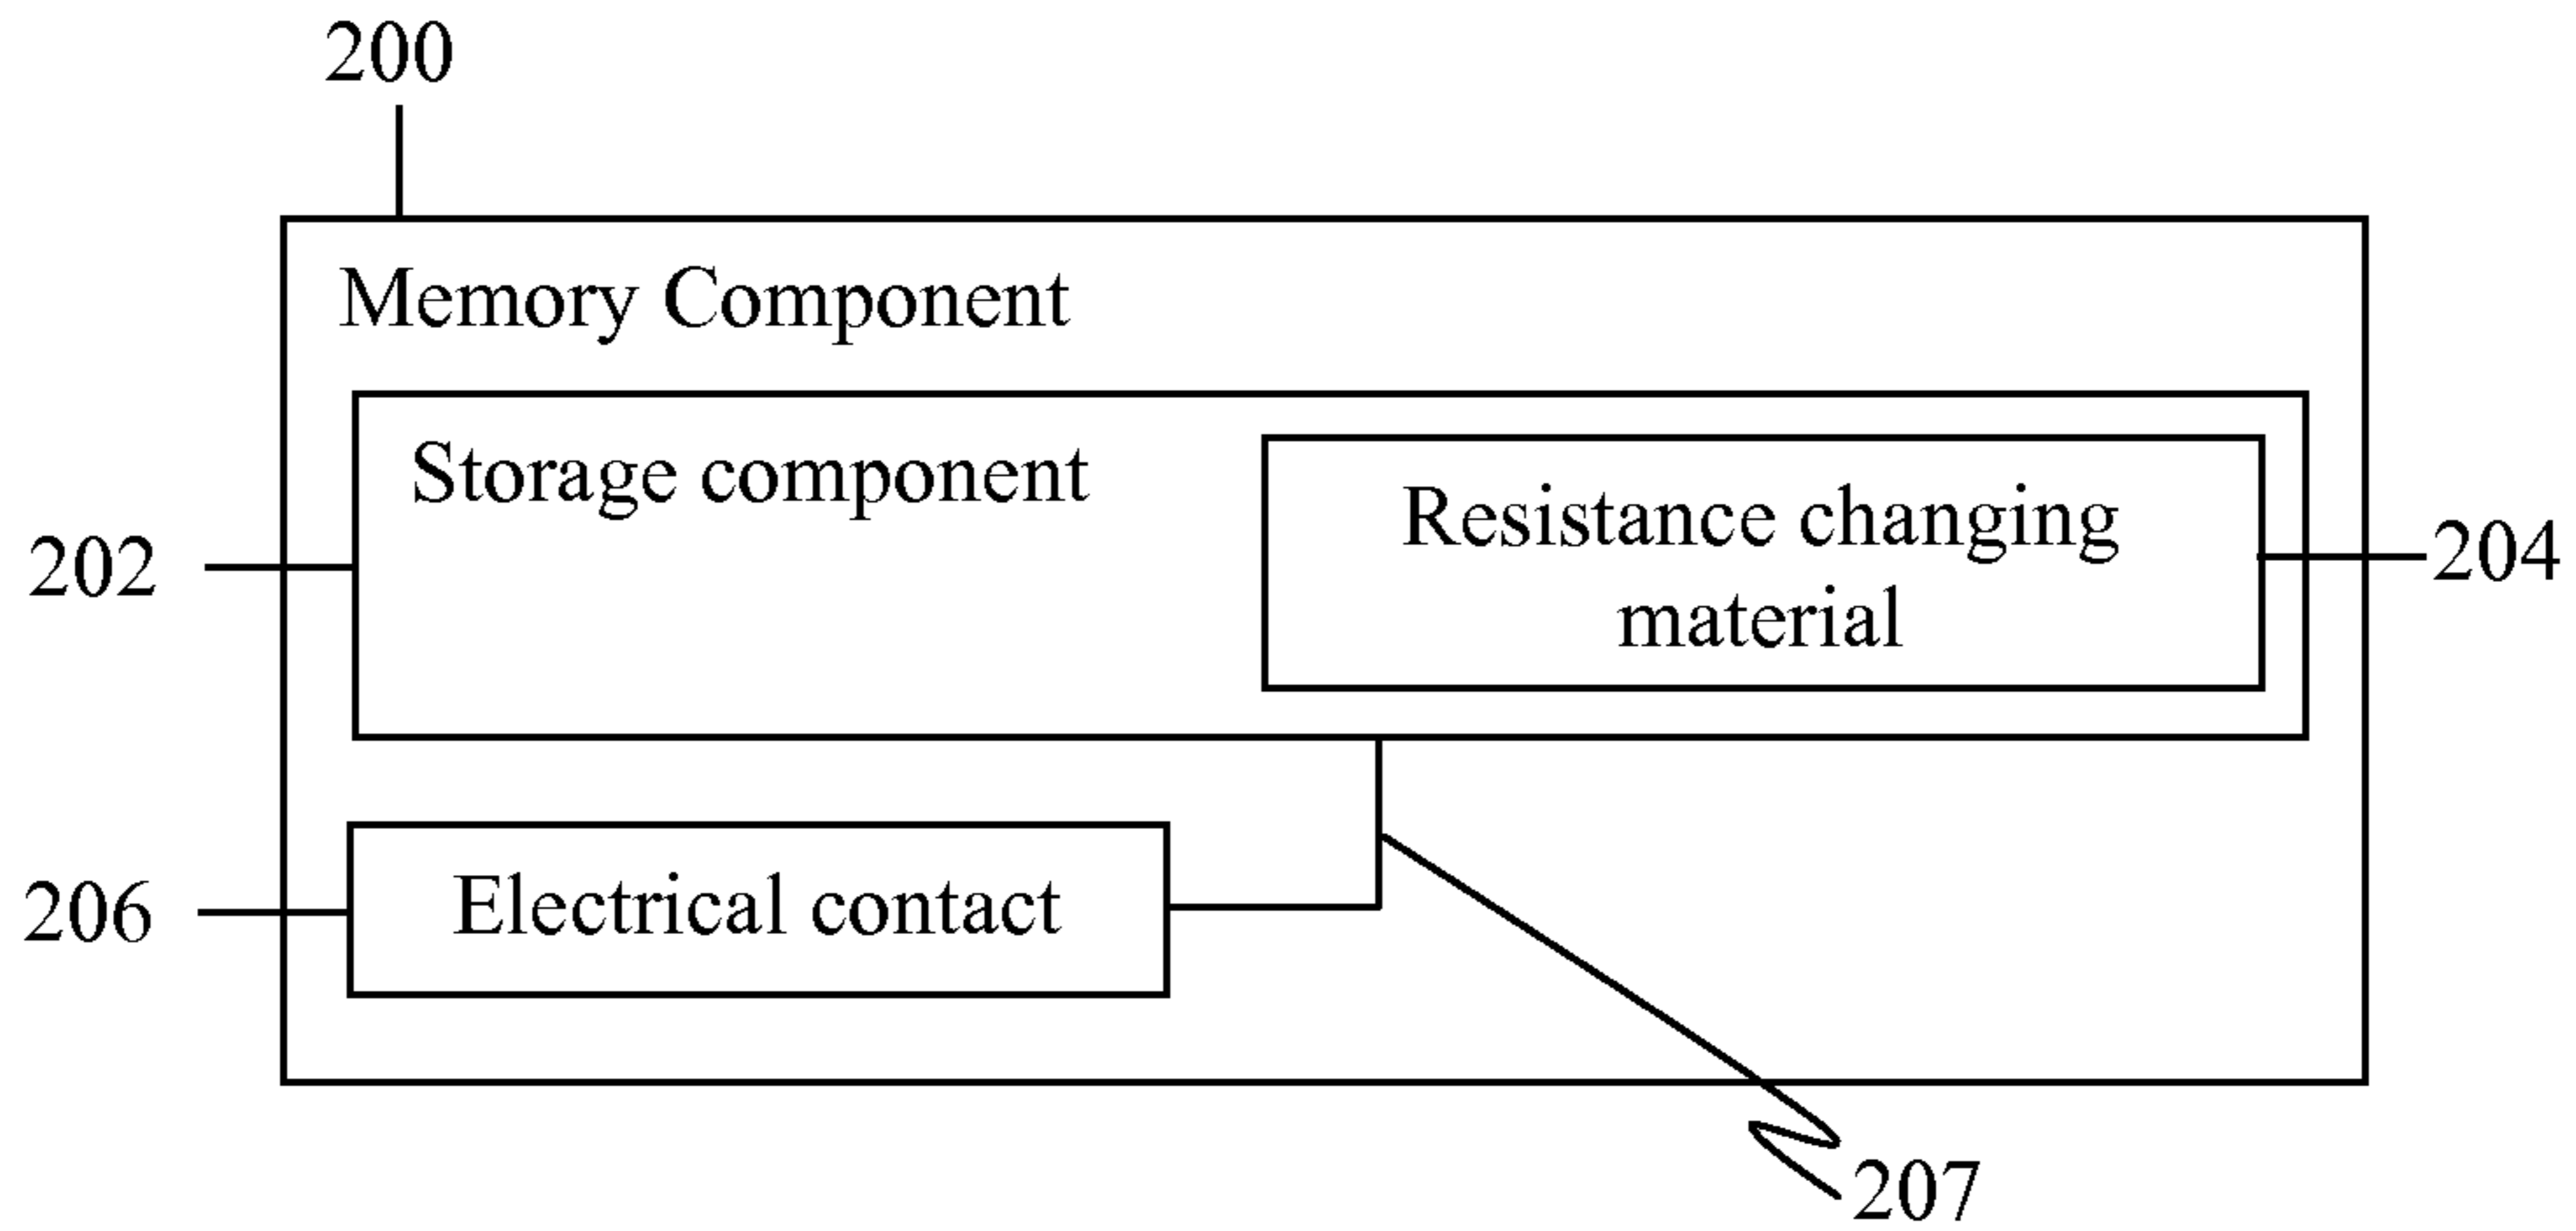 200
Memory Component
Storage component
Resistance changing
material
202
204
206
Electrical contact
207